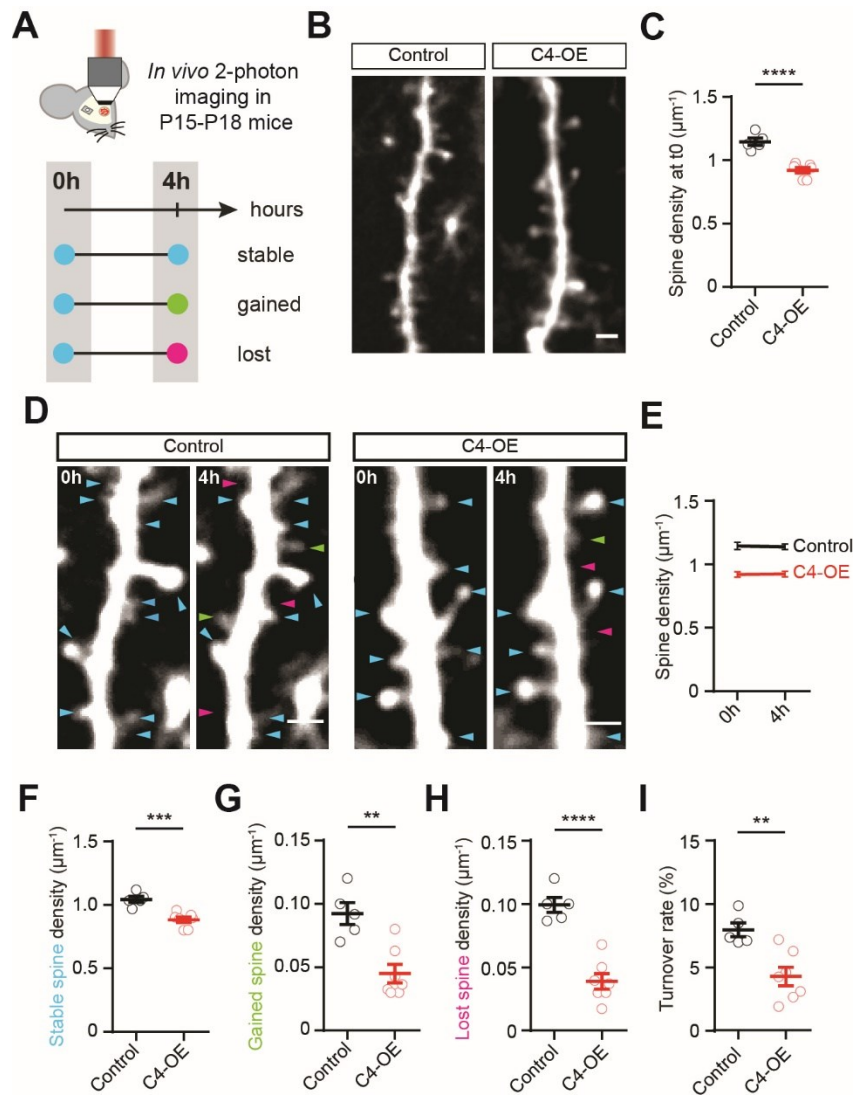 A
In vivo 2-photon
imaging in
P15-P18 mice
0h 4h
hours
stable
gained
lost
B
Control C4-OE
C
****
Spine density at t0 (µm⁻¹)
1.5
1
0.5
0
Control C4-OE
D
Control C4-OE
0h 4h 0h 4h
E
Spine density (µm⁻¹)
1.5
1
0.5
0
Control
C4-OE
0h 4h
F
***
Stable spine density (µm⁻¹)
1.5
1.0
0.5
0
Control C4-OE
G
**
Gained spine density (µm⁻¹)
0.15
0.10
0.05
0
Control C4-OE
H
****
Lost spine density (µm⁻¹)
0.15
0.10
0.05
0
Control C4-OE
I
**
Turnover rate (%)
15
10
5
0
Control C4-OE